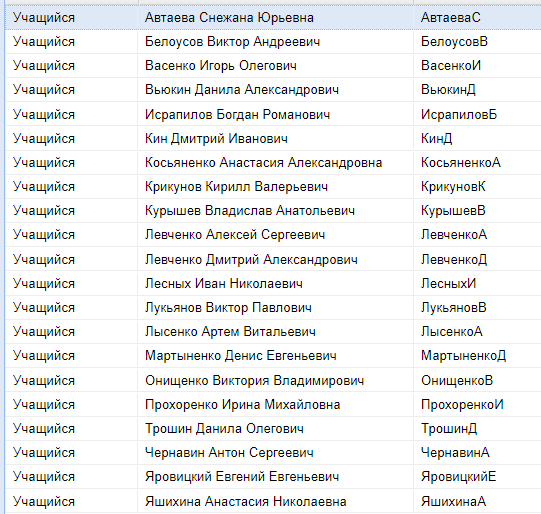 Учащийся Автаева Снежана Юрьевна АвтаеваС
Учащийся Белоусов Виктор Андреевич БелоусовВ
Учащийся Васенко Игорь Олегович ВасенкоИ
Учащийся Вьюкин Данила Александрович ВьюкинД
Учащийся Исрапилов Богдан Романович ИсрапиловБ
Учащийся Кин Дмитрий Иванович КинД
Учащийся Косьяненко Анастасия Александровна КосьяненкоА
Учащийся Крикунов Кирилл Валерьевич КрикуновК
Учащийся Курышев Владислав Анатольевич КурышевВ
Учащийся Левченко Алексей Сергеевич ЛевченкоА
Учащийся Левченко Дмитрий Александрович ЛевченкоД
Учащийся Лесных Иван Николаевич ЛесныхИ
Учащийся Лукьянов Виктор Павлович ЛукьяновВ
Учащийся Лысенко Артем Витальевич ЛысенкоА
Учащийся Мартыненко Денис Евгеньевич МартыненкоД
Учащийся Онищенко Виктория Владимирович ОнищенкоВ
Учащийся Прохоренко Ирина Михайловна ПрохоренкоИ
Учащийся Трошин Данила Олегович ТрошинД
Учащийся Чернавин Антон Сергеевич ЧернавинА
Учащийся Яровицкий Евгений Евгеньевич ЯровицкийЕ
Учащийся Яшихина Анастасия Николаевна ЯшихинаА